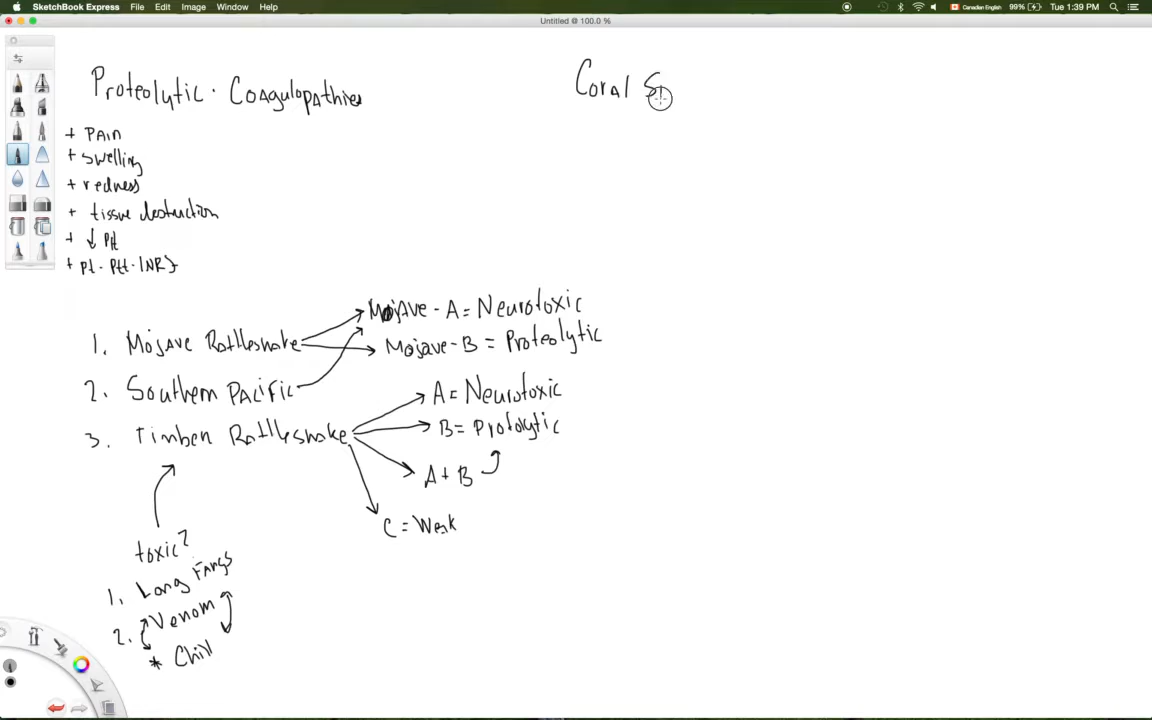 SketchBook Express File Edit Image Window Help Canadian English 99% Tue 1:39 PM
Untitled @ 100.0 %
Proteolytic · Coagulopathies
+ PAIN
+ swelling
+ redness
+ tissue destruction
+ ↓ Plt
+ Pt · Ptt · INR
1. Mojave Rattlesnake
Mojave - A = Neurotoxic
Mojave - B = Proteolytic
2. Southern Pacific
3. Timber Rattlesnake
A = Neurotoxic
B = Protolytic
A + B
C = Weak
toxic?
1. Long Fangs
2. ↑ Venom
* Chill
Coral S